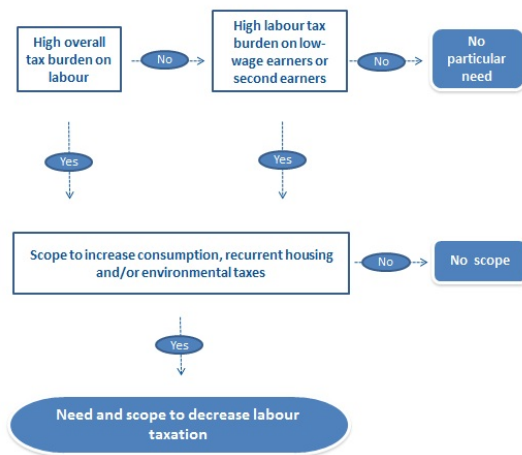 High overall
tax burden on
labour
No
High labour tax
burden on low-
wage earners or
second earners
No
No
particular
need
Yes
Yes
Scope to increase consumption, recurrent housing
and/or environmental taxes
No
No scope
Yes
Need and scope to decrease labour
taxation